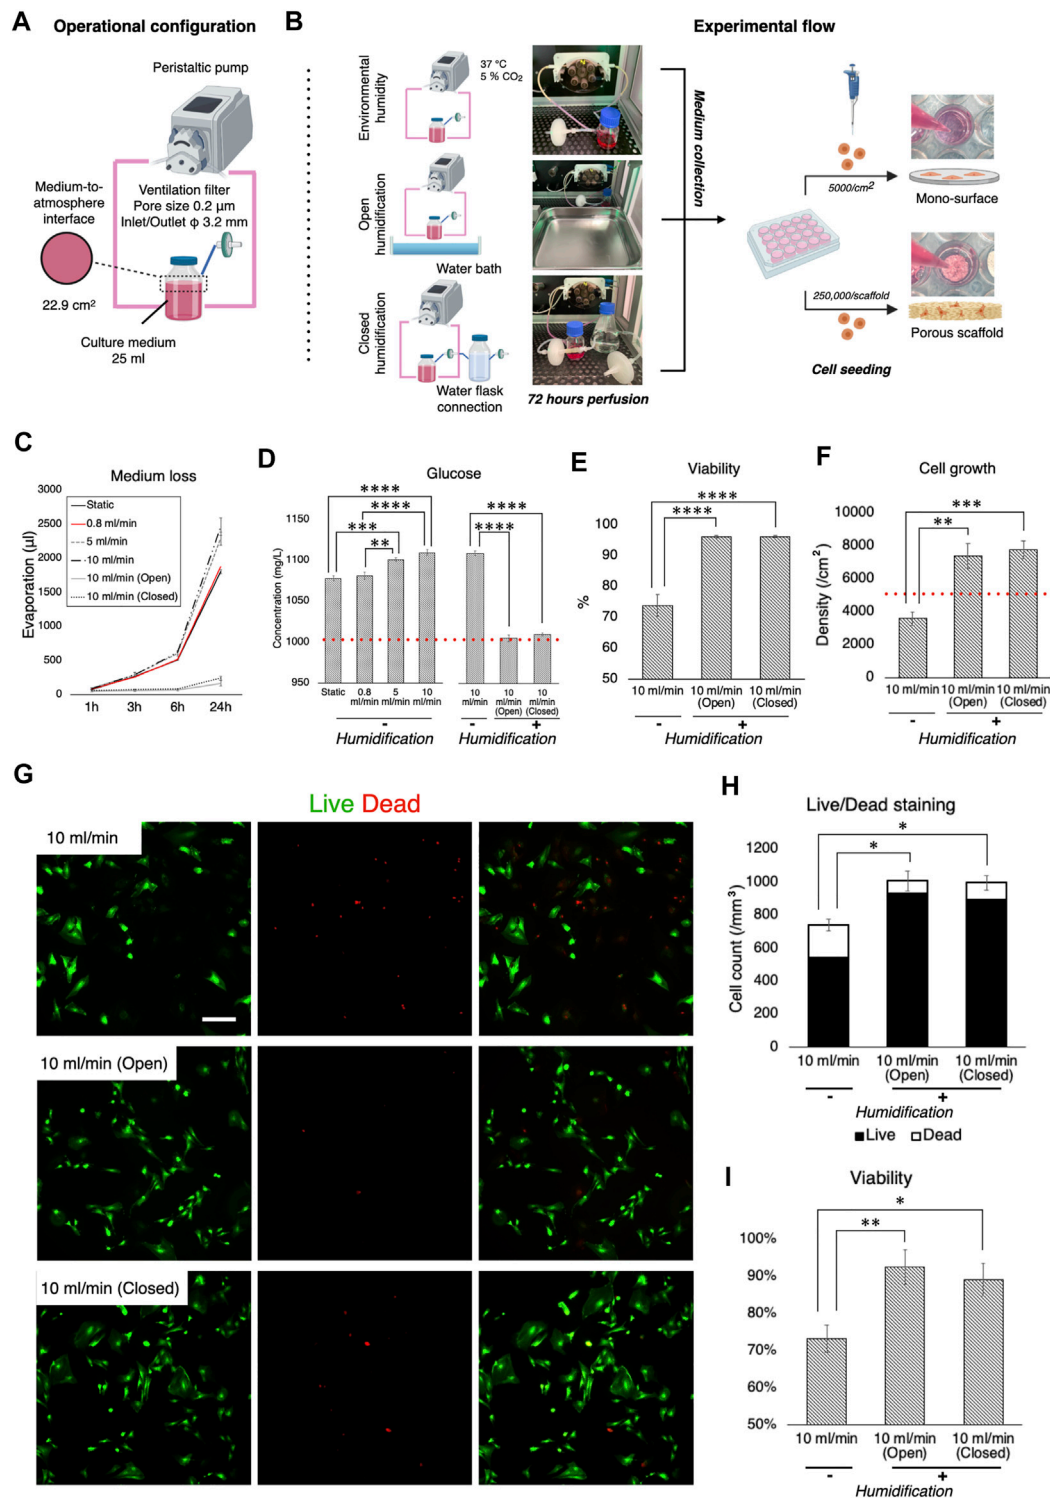 A
Operational configuration
Peristaltic pump
Medium-to-
atmosphere
interface
Ventilation filter
Pore size 0.2 µm
Inlet/Outlet φ 3.2 mm
22.9 cm²
Culture medium
25 ml
B
Experimental flow
Environmental
humidity
37 °C
5 % CO₂
Open
humidification
Water bath
Closed
humidification
Water flask
connection
72 hours perfusion
Medium collection
5000/cm²
Mono-surface
250,000/scaffold
Porous scaffold
Cell seeding
C
Medium loss
Evaporation (µl)
3000
2500
2000
1500
1000
500
0
Static
0.8 ml/min
5 ml/min
10 ml/min
10 ml/min (Open)
10 ml/min (Closed)
1h 3h 6h 24h
D
Glucose
Concentration (mg/L)
1150
1100
1050
1000
950
****
****
***
**
****
****
Static
0.8 ml/min
5 ml/min
10 ml/min
10 ml/min
10 ml/min (Open)
10 ml/min (Closed)
- - +
Humidification Humidification
E
Viability
%
100
90
80
70
60
50
****
****
10 ml/min
10 ml/min (Open)
10 ml/min (Closed)
- +
Humidification
F
Cell growth
Density (/cm²)
10000
8000
6000
4000
2000
0
***
**
10 ml/min
10 ml/min (Open)
10 ml/min (Closed)
- +
Humidification
G
Live Dead
10 ml/min
10 ml/min (Open)
10 ml/min (Closed)
H
Live/Dead staining
Cell count (/mm³)
1200
1000
800
600
400
200
0
*
*
10 ml/min
10 ml/min (Open)
10 ml/min (Closed)
- +
Humidification
Live Dead
I
Viability
100%
90%
80%
70%
60%
50%
*
**
10 ml/min
10 ml/min (Open)
10 ml/min (Closed)
- +
Humidification